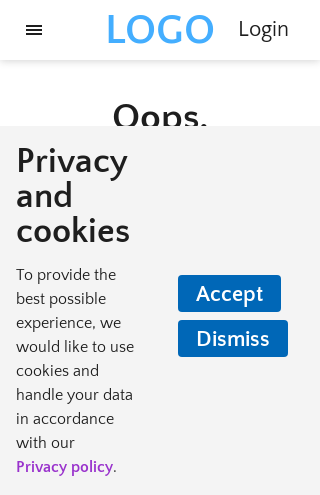 LOGO
Login
Oops.
Privacy
and
cookies
To provide the
best possible
experience, we
would like to use
cookies and
handle your data
in accordance
with our
Privacy policy.
Accept
Dismiss